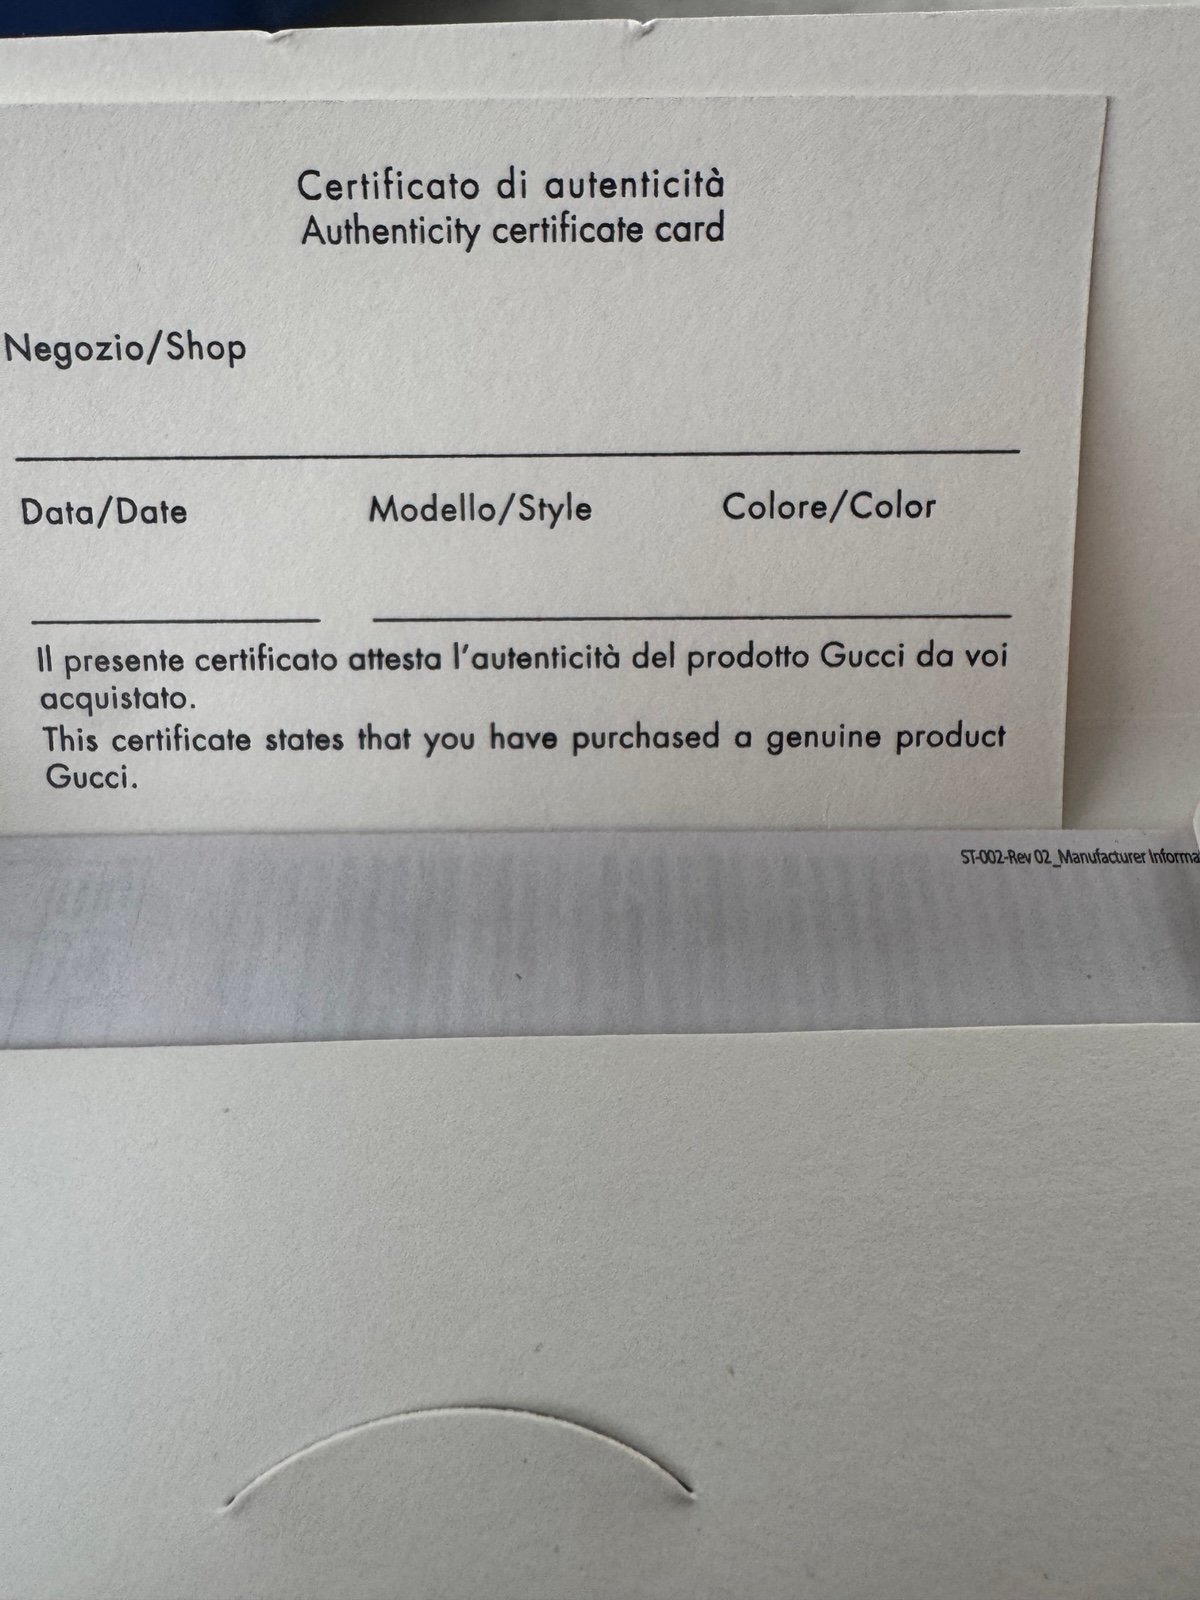 Certificato di autenticità
Authenticity certificate card
Negozio/Shop
Data/Date Modello/Style Colore/Color
Il presente certificato attesta l'autenticità del prodotto Gucci da voi
acquistato.
This certificate states that you have purchased a genuine product
Gucci.
ST-002-Rev 02_Manufacturer Informa